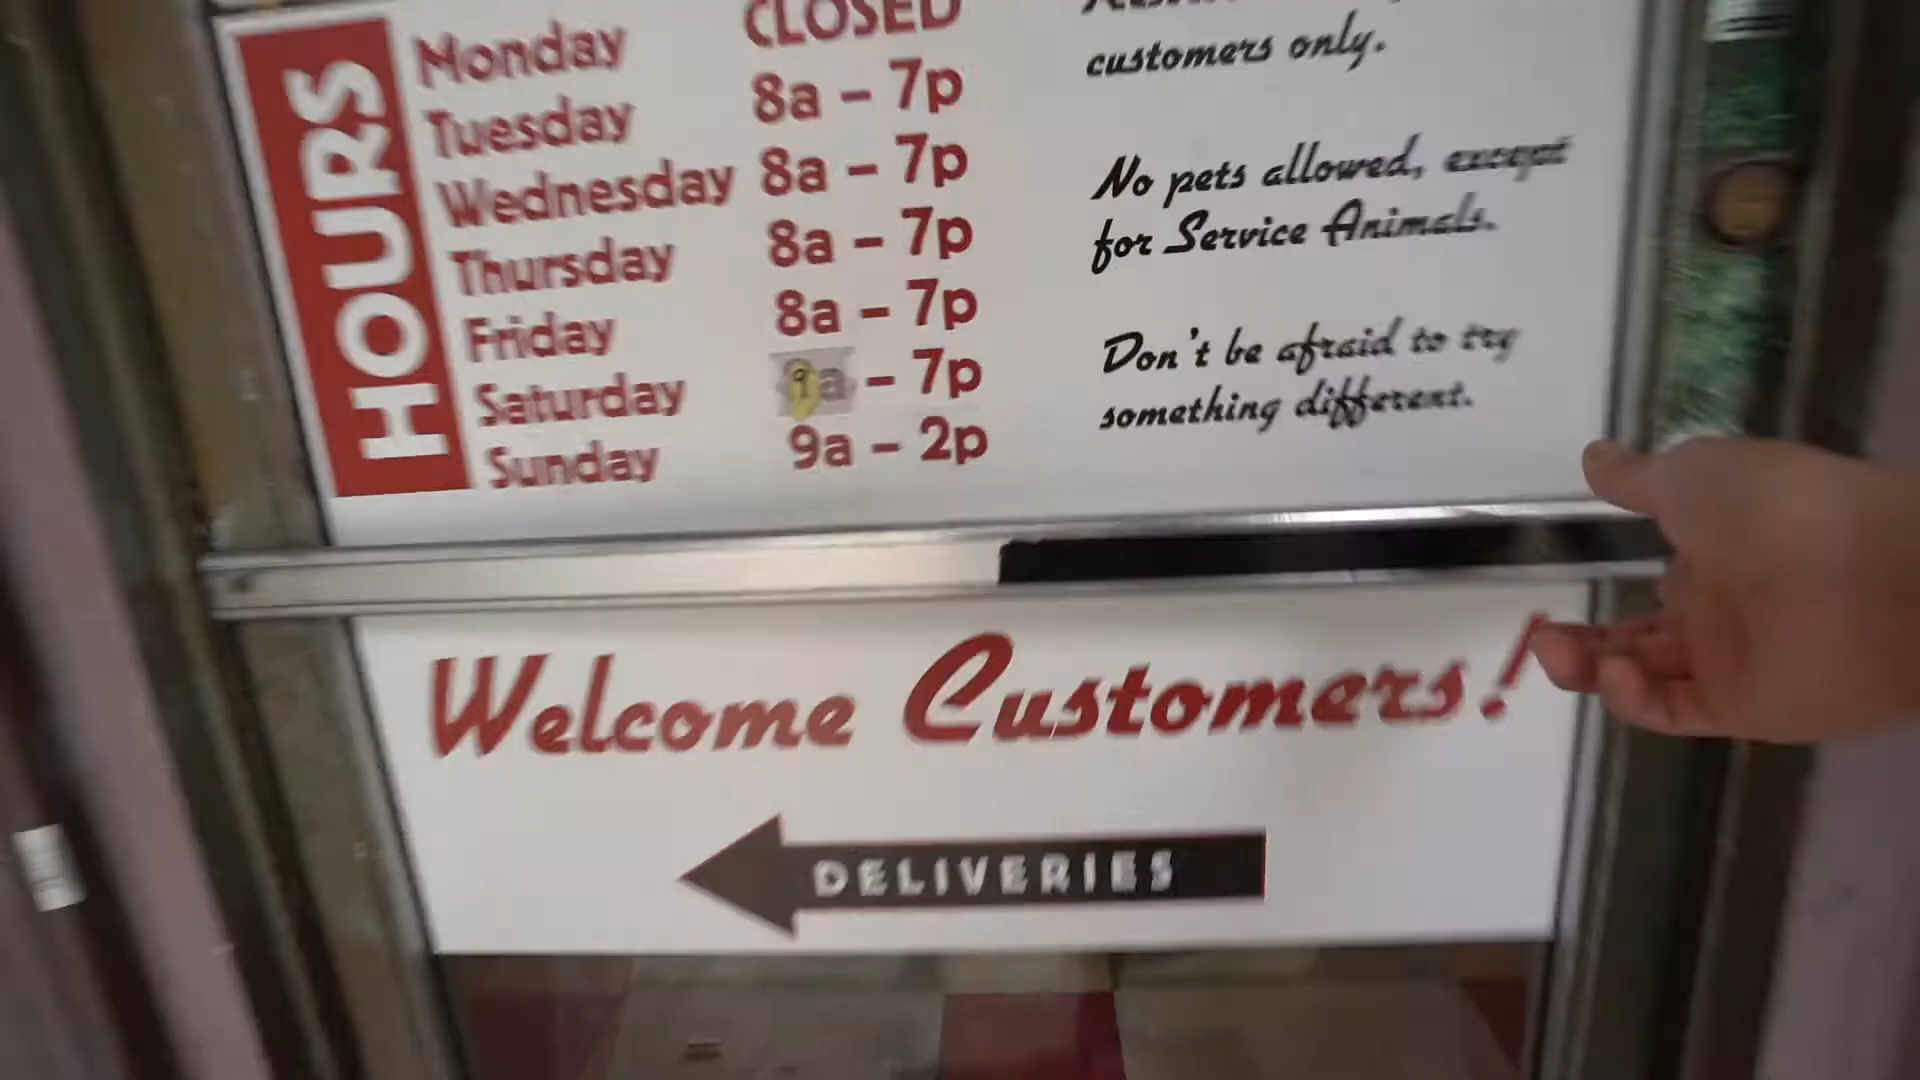 HOURS
Monday CLOSED
Tuesday 8a – 7p
Wednesday 8a – 7p
Thursday 8a – 7p
Friday 8a – 7p
Saturday 9a – 7p
Sunday 9a – 2p
customers only.
No pets allowed, except
for Service Animals.
Don't be afraid to try
something different.
Welcome Customers!
DELIVERIES